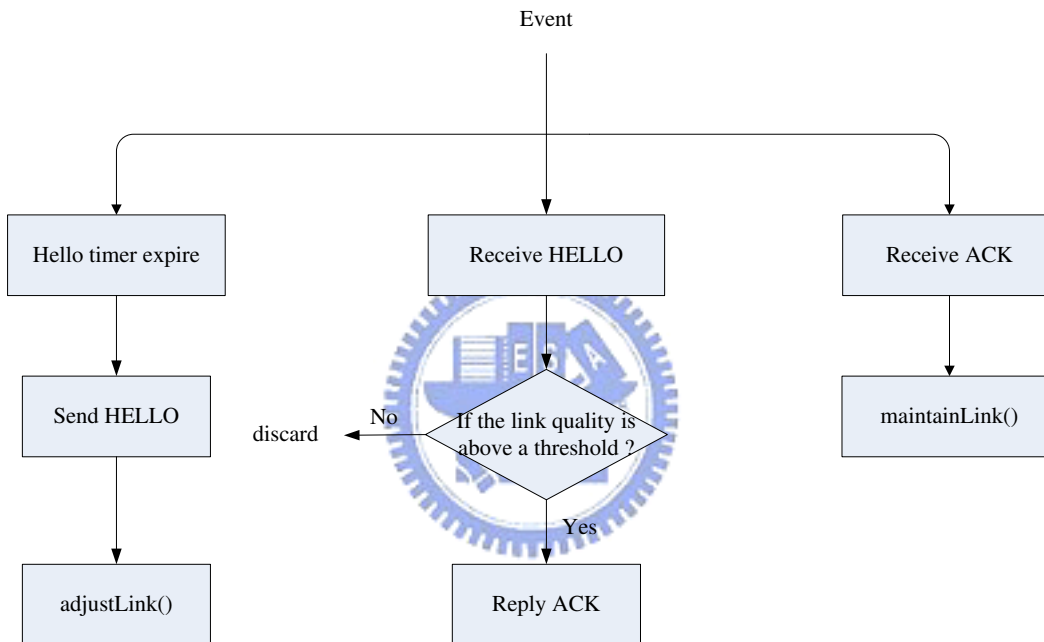 Event
Hello timer expire
Receive HELLO
Receive ACK
E S A
Send HELLO
No
discard
If the link quality is
above a threshold ?
maintainLink()
Yes
adjustLink()
Reply ACK